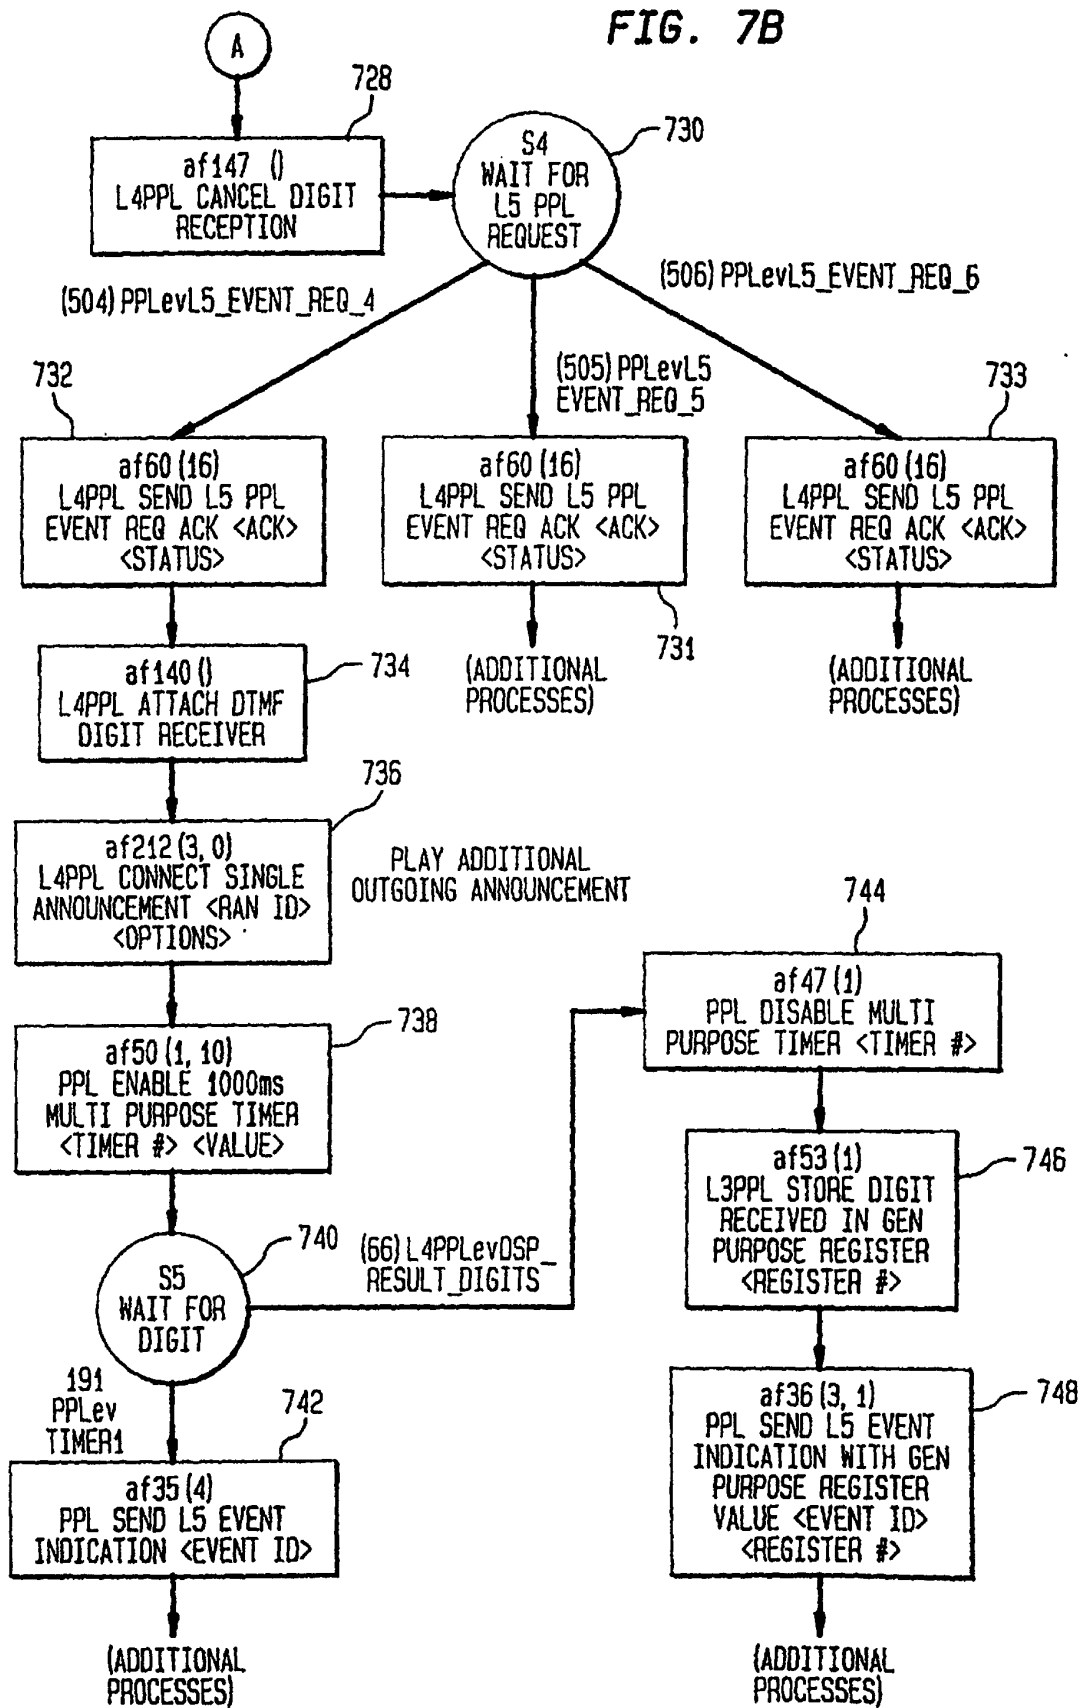 FIG. 7B
A
728
af147 ()
L4PPL CANCEL DIGIT
RECEPTION
730
S4
WAIT FOR
L5 PPL
REQUEST
(504) PPLevL5_EVENT_REQ_4
(505) PPLevL5
EVENT_REQ_5
(506) PPLevL5_EVENT_REQ_6
732
af60 (16)
L4PPL SEND L5 PPL
EVENT REQ ACK <ACK>
<STATUS>
af60 (16)
L4PPL SEND L5 PPL
EVENT REQ ACK <ACK>
<STATUS>
731
(ADDITIONAL
PROCESSES)
733
af60 (16)
L4PPL SEND L5 PPL
EVENT REQ ACK <ACK>
<STATUS>
(ADDITIONAL
PROCESSES)
734
af140 ()
L4PPL ATTACH DTMF
DIGIT RECEIVER
736
af212 (3, 0)
L4PPL CONNECT SINGLE
ANNOUNCEMENT <RAN ID>
<OPTIONS>
PLAY ADDITIONAL
OUTGOING ANNOUNCEMENT
738
af50 (1, 10)
PPL ENABLE 1000ms
MULTI PURPOSE TIMER
<TIMER #> <VALUE>
740
S5
WAIT FOR
DIGIT
(66) L4PPLevDSP_
RESULT_DIGITS
191
PPLev
TIMER1
742
af35 (4)
PPL SEND L5 EVENT
INDICATION <EVENT ID>
(ADDITIONAL
PROCESSES)
744
af47 (1)
PPL DISABLE MULTI
PURPOSE TIMER <TIMER #>
746
af53 (1)
L3PPL STORE DIGIT
RECEIVED IN GEN
PURPOSE REGISTER
<REGISTER #>
748
af36 (3, 1)
PPL SEND L5 EVENT
INDICATION WITH GEN
PURPOSE REGISTER
VALUE <EVENT ID>
<REGISTER #>
(ADDITIONAL
PROCESSES)